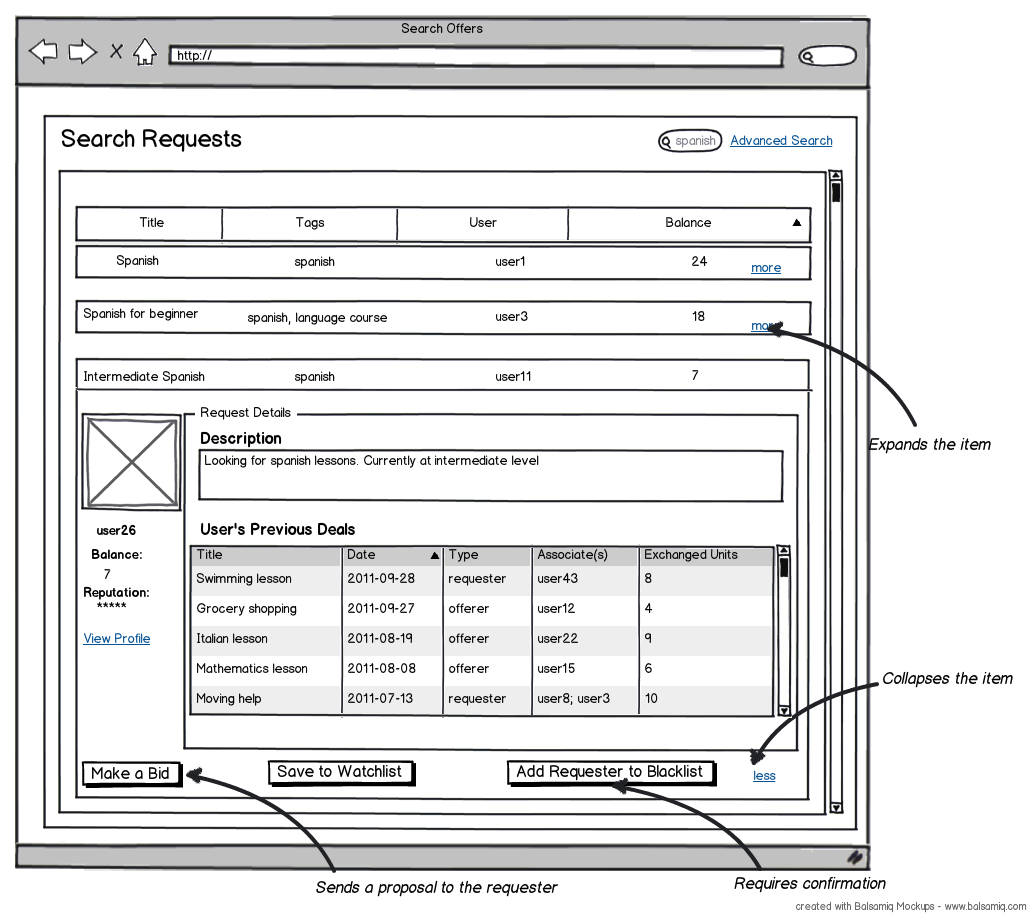 Search Offers
http://
Search Requests
spanish Advanced Search
Title Tags User Balance
Spanish spanish user1 24 more
Spanish for beginner spanish, language course user3 18
Intermediate Spanish spanish user11 7
Expands the item
Request Details
Description
Looking for spanish lessons. Currently at intermediate level
user26
Balance:
7
Reputation:
*****
View Profile
User's Previous Deals
Title Date Type Associate(s) Exchanged Units
Swimming lesson 2011-09-28 requester user43 8
Grocery shopping 2011-09-27 offerer user12 4
Italian lesson 2011-08-19 offerer user22 9
Mathematics lesson 2011-08-08 offerer user15 6
Moving help 2011-07-13 requester user8; user3 10
Collapses the item
Make a Bid Save to Watchlist Add Requester to Blacklist less
Sends a proposal to the requester
Requires confirmation
created with Balsamiq Mockups - www.balsamiq.com